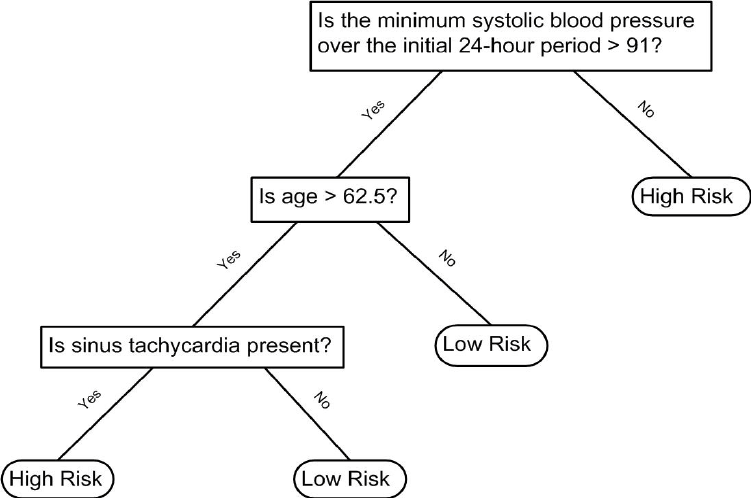 Is the minimum systolic blood pressure
over the initial 24-hour period > 91?
Yes
No
Is age > 62.5?
High Risk
Yes
No
Is sinus tachycardia present?
Low Risk
Yes
No
High Risk
Low Risk